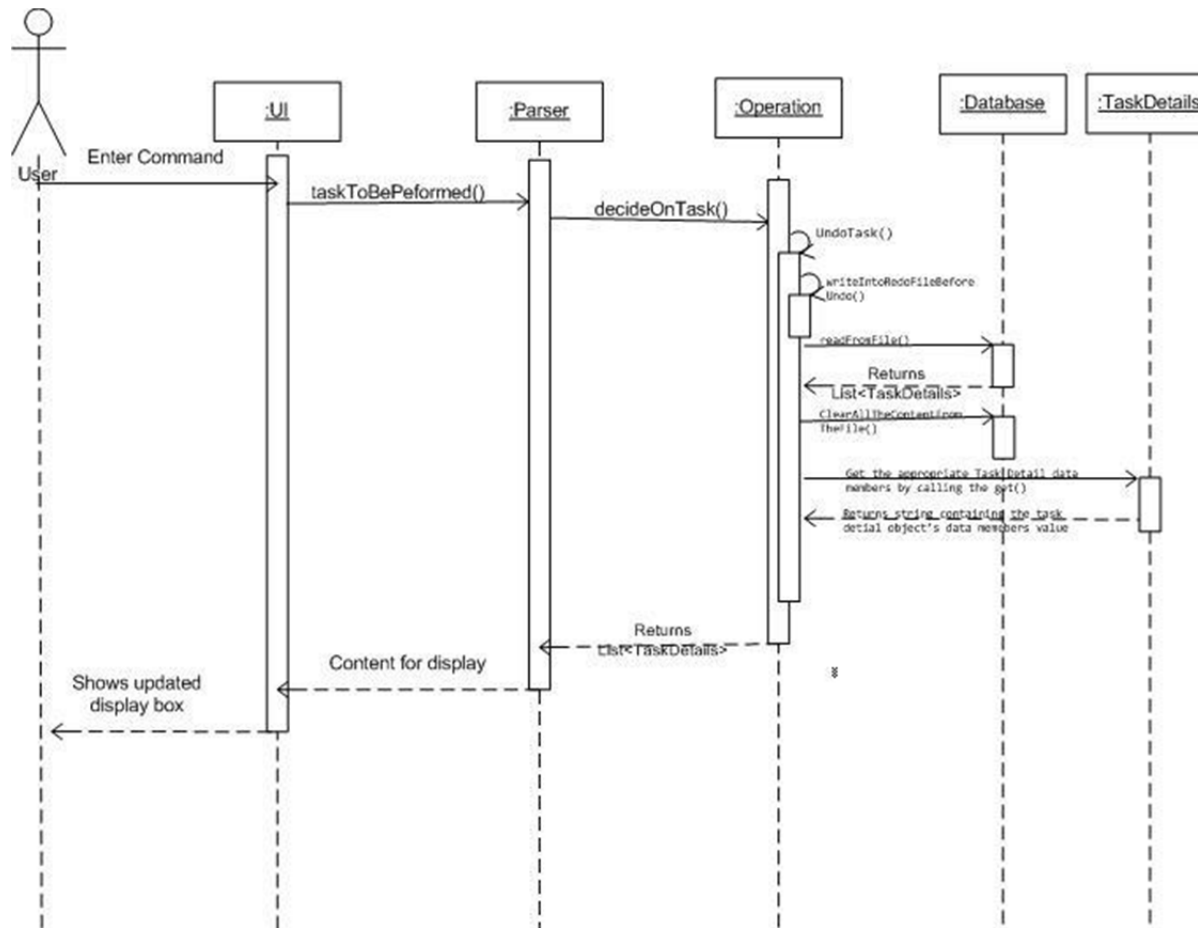 :UI
:Parser
:Operation
:Database
:TaskDetails
User
Enter Command
taskToBePeformed()
decideOnTask()
UndoTask()
writeIntoRedoFileBefore
Undo()
readFromFile()
Returns
List<TaskDetails>
ClearAllTheContentfrom
TheFile()
Get the appropriate Task Detail data
members by calling the get()
Returns string containing the task
detial object's data members value
Returns
List<TaskDetails>
Content for display
Shows updated
display box